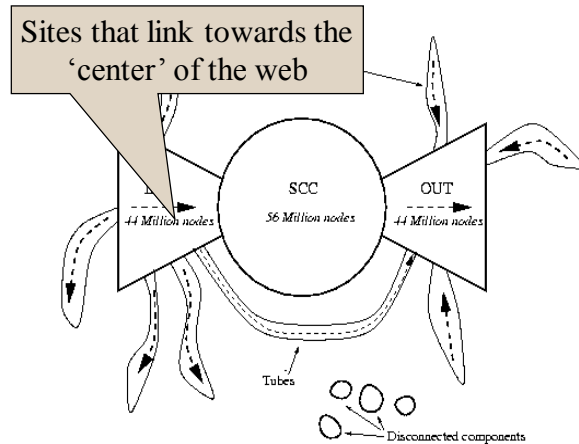 Sites that link towards the
‘center’ of the web
SCC
OUT
44 Million nodes
56 Million nodes
44 Million nodes
Tubes
Disconnected components